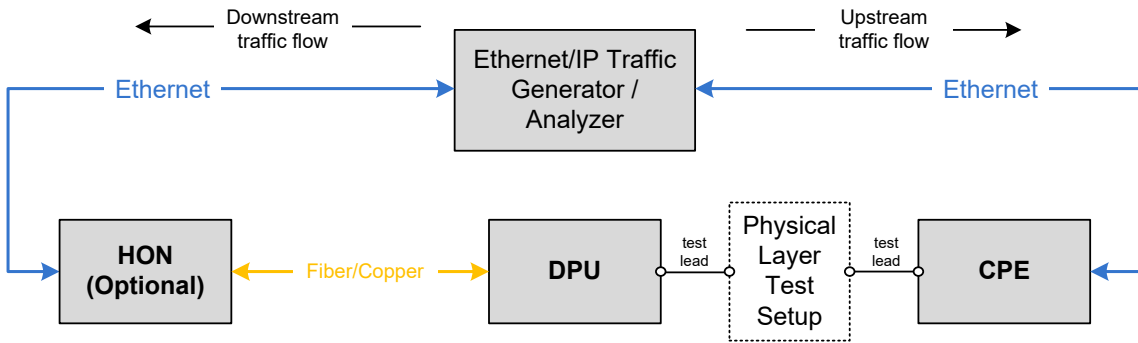 Downstream
traffic flow
Upstream
traffic flow
Ethernet/IP Traffic
Generator /
Analyzer
Ethernet
Ethernet
HON
(Optional)
Fiber/Copper
DPU
test
lead
Physical
Layer
Test
Setup
test
lead
CPE